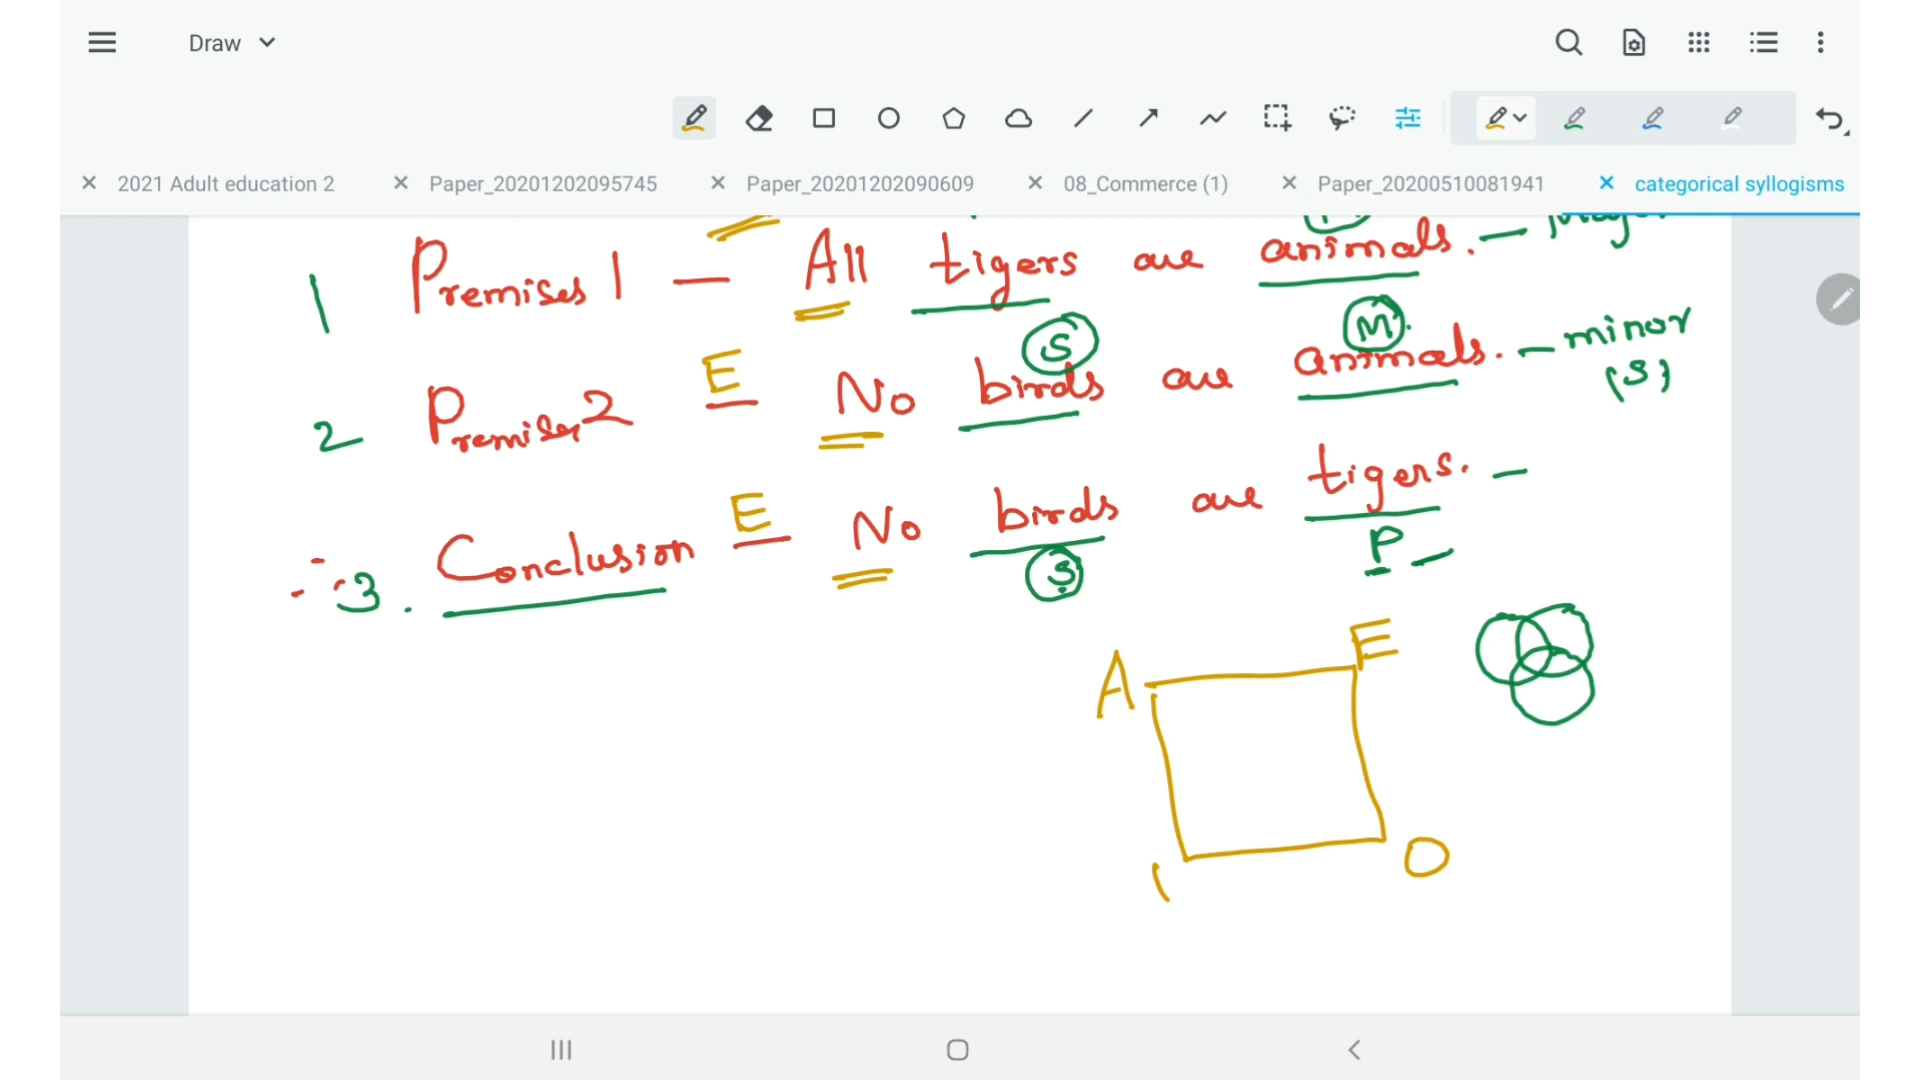 Draw
2021 Adult education 2 Paper_20201202095745 Paper_20201202090609 08_Commerce (1) Paper_20200510081941 categorical syllogisms
1 Premises 1 — All tigers are animals. —
S M
2 Premises 2 E No birds are animals. — minor
(S)
∴ 3. Conclusion E No birds are tigers. —
S P —
A E
I O